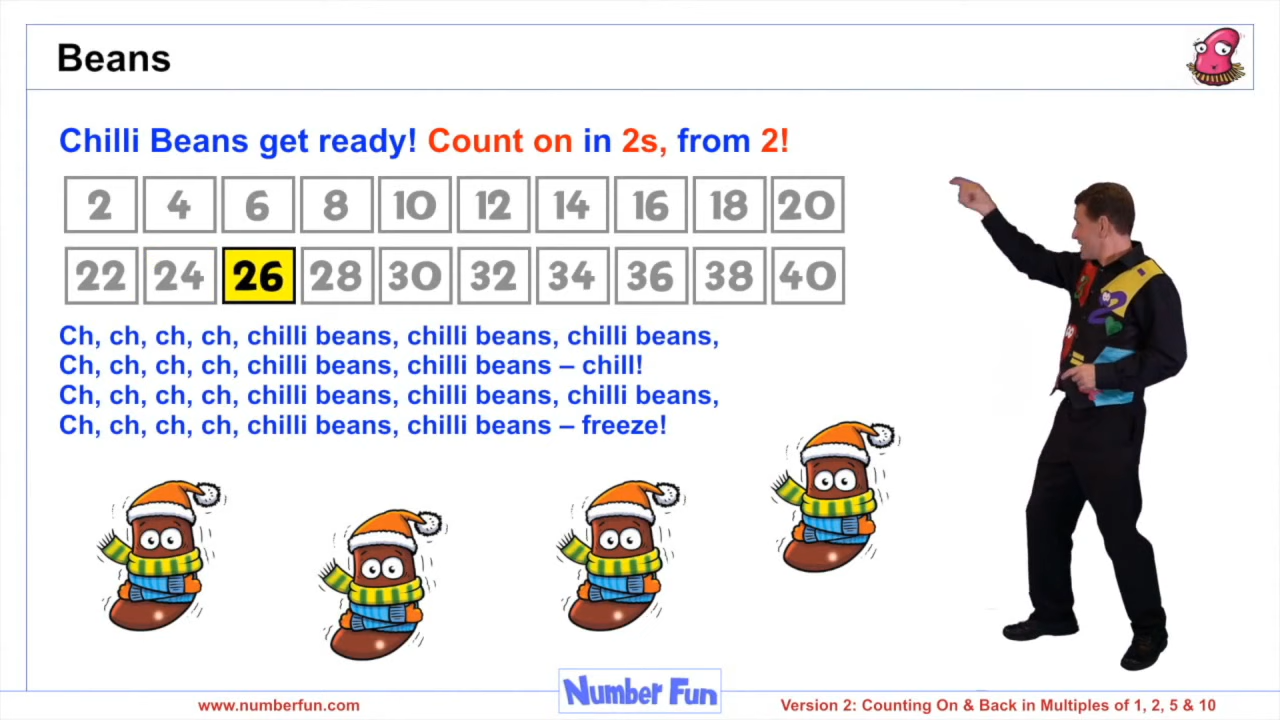 Beans
Chilli Beans get ready! Count on in 2s, from 2!
2 4 6 8 10 12 14 16 18 20
22 24 26 28 30 32 34 36 38 40
Ch, ch, ch, ch, chilli beans, chilli beans, chilli beans,
Ch, ch, ch, ch, chilli beans, chilli beans – chill!
Ch, ch, ch, ch, chilli beans, chilli beans, chilli beans,
Ch, ch, ch, ch, chilli beans, chilli beans – freeze!
www.numberfun.com
Number Fun
Version 2: Counting On & Back in Multiples of 1, 2, 5 & 10